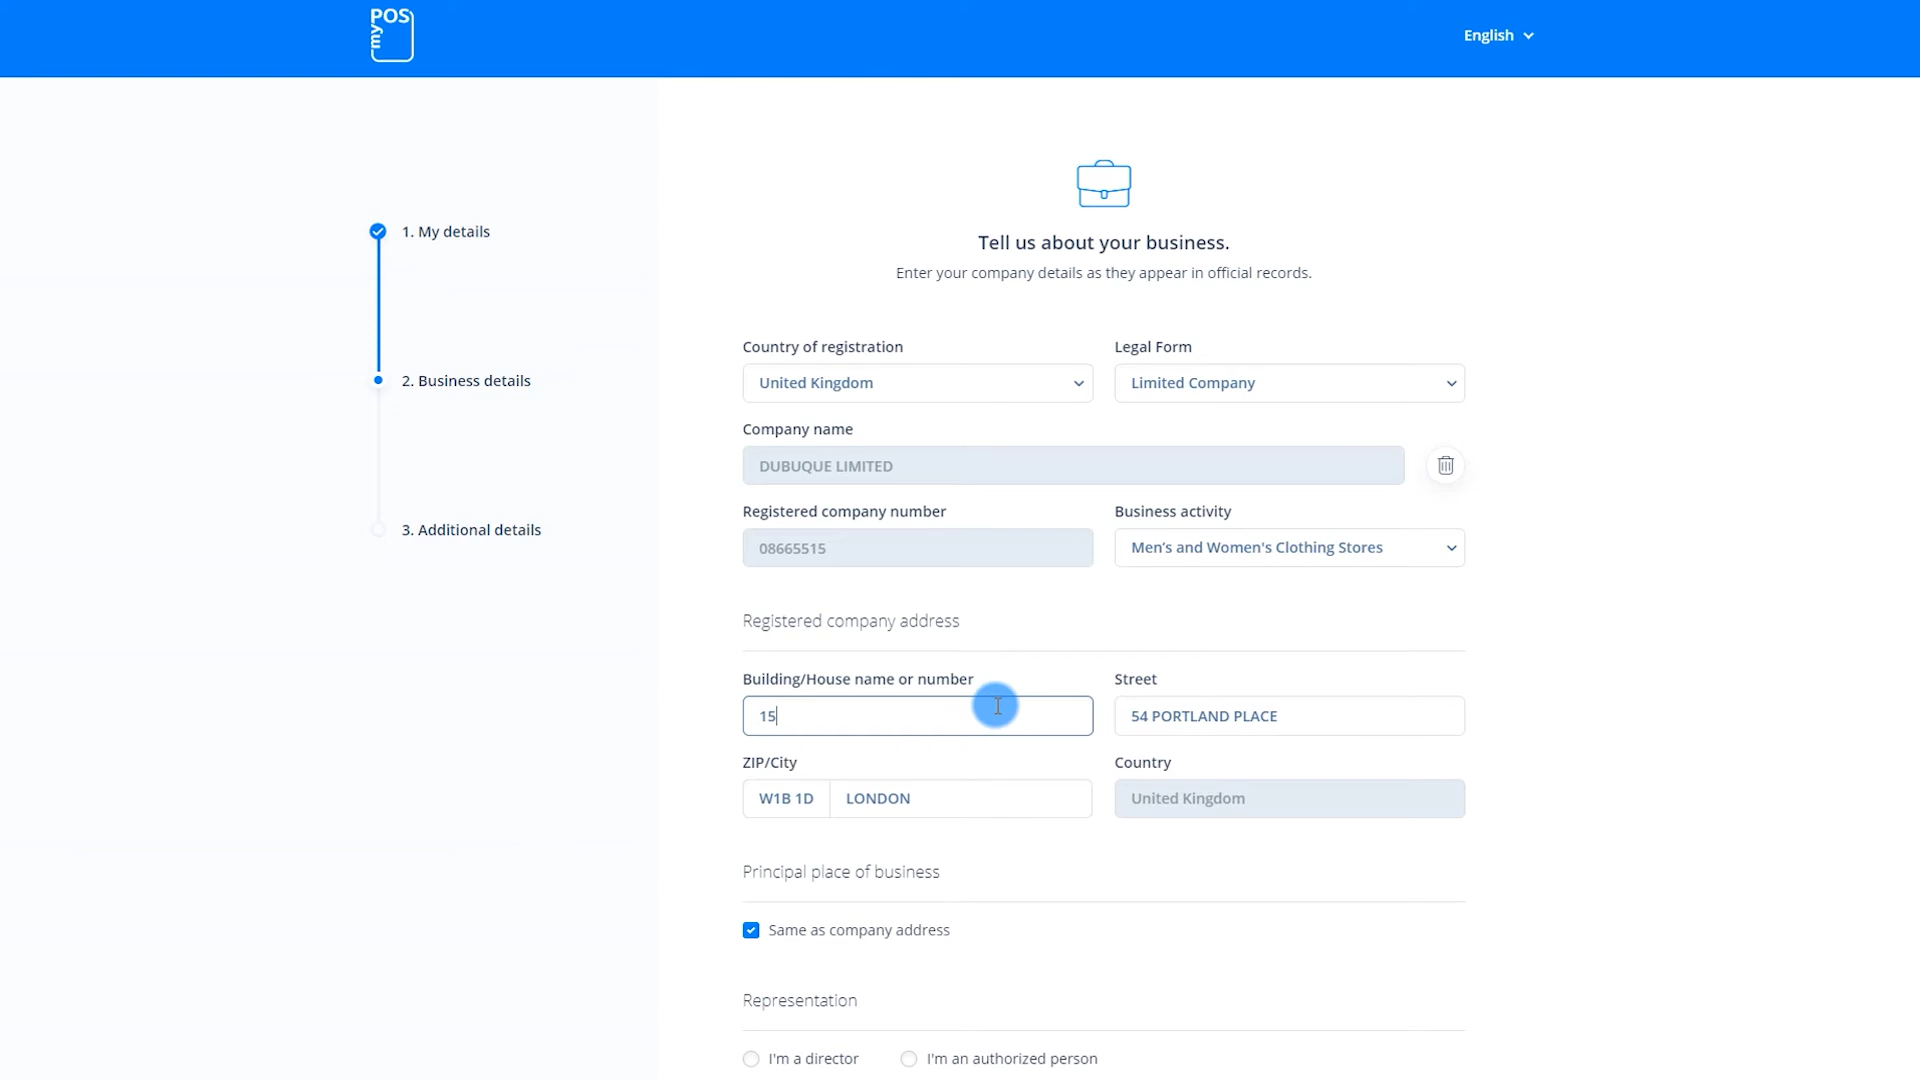 myPOS
English
1. My details
2. Business details
3. Additional details
Tell us about your business.
Enter your company details as they appear in official records.
Country of registration
Legal Form
United Kingdom
Limited Company
Company name
DUBUQUE LIMITED
Registered company number
Business activity
08665515
Men’s and Women's Clothing Stores
Registered company address
Building/House name or number
Street
15
54 PORTLAND PLACE
ZIP/City
Country
W1B 1D
LONDON
United Kingdom
Principal place of business
Same as company address
Representation
I'm a director
I'm an authorized person